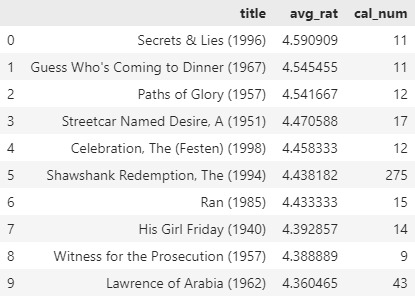 title avg_rat cal_num
0 Secrets & Lies (1996) 4.590909 11
1 Guess Who's Coming to Dinner (1967) 4.545455 11
2 Paths of Glory (1957) 4.541667 12
3 Streetcar Named Desire, A (1951) 4.470588 17
4 Celebration, The (Festen) (1998) 4.458333 12
5 Shawshank Redemption, The (1994) 4.438182 275
6 Ran (1985) 4.433333 15
7 His Girl Friday (1940) 4.392857 14
8 Witness for the Prosecution (1957) 4.388889 9
9 Lawrence of Arabia (1962) 4.360465 43